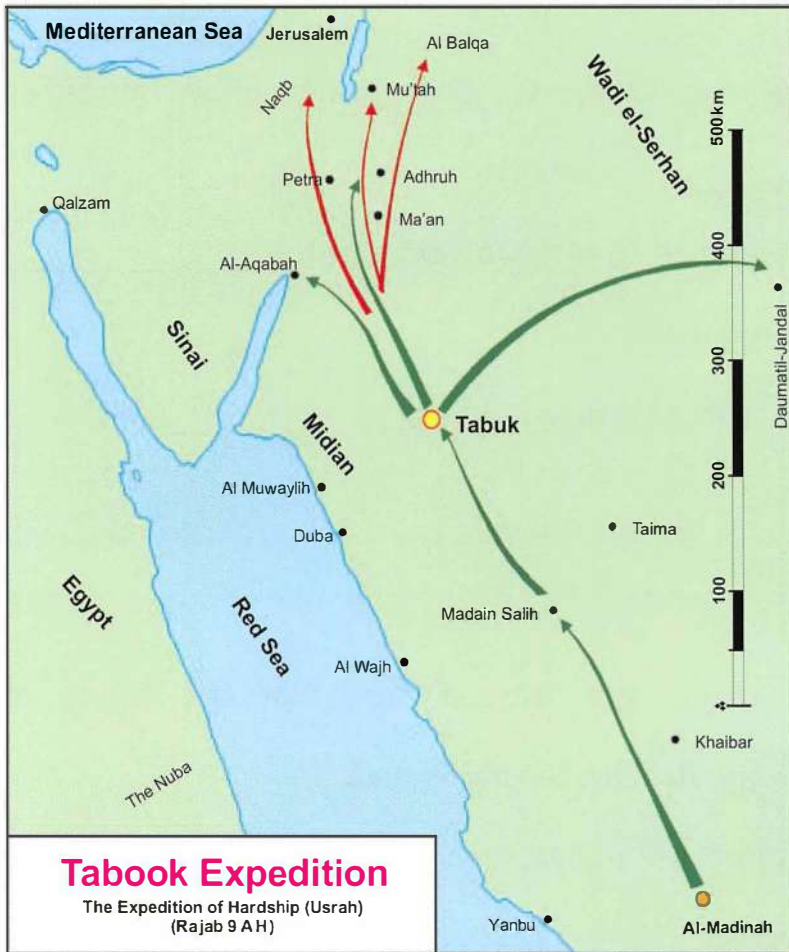 Mediterranean Sea
Jerusalem
Al Balqa
Naqb
Mu'tah
Wadi el-Serhan
500km
Petra
Adhruh
Qalzam
Ma'an
400
Al-Aqabah
Sinai
300
Daumatil-Jandal
Tabuk
Midian
200
Al Muwaylih
Duba
Taima
100
Egypt
Red Sea
Madain Salih
Al Wajh
Khaibar
The Nuba
Tabook Expedition
The Expedition of Hardship (Usrah)
(Rajab 9 AH)
Yanbu
Al-Madinah